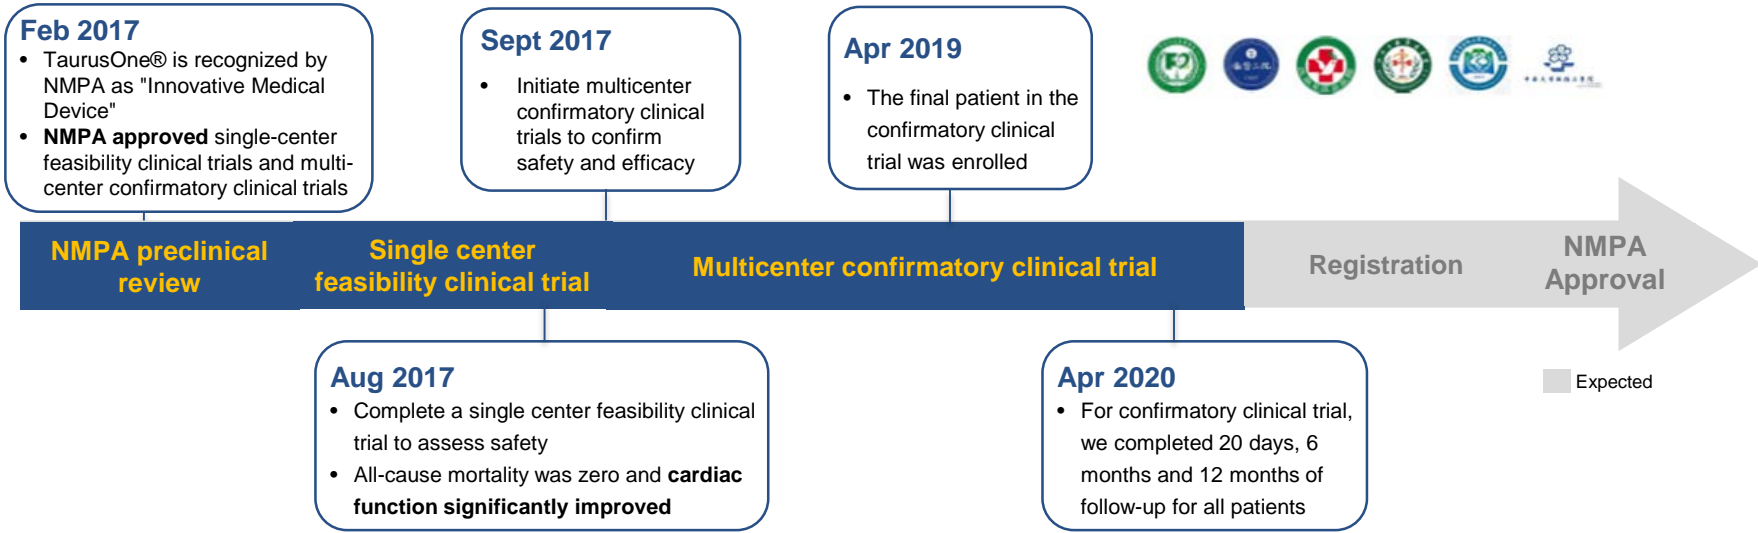 Feb 2017
• TaurusOne® is recognized by
NMPA as "Innovative Medical
Device"
• NMPA approved single-center
feasibility clinical trials and multi-
center confirmatory clinical trials
Sept 2017
• Initiate multicenter
confirmatory clinical
trials to confirm
safety and efficacy
Apr 2019
• The final patient in the
confirmatory clinical
trial was enrolled
NMPA preclinical
review
Single center
feasibility clinical trial
Multicenter confirmatory clinical trial
Registration
NMPA
Approval
Aug 2017
• Complete a single center feasibility clinical
trial to assess safety
• All-cause mortality was zero and cardiac
function significantly improved
Apr 2020
• For confirmatory clinical trial,
we completed 20 days, 6
months and 12 months of
follow-up for all patients
Expected